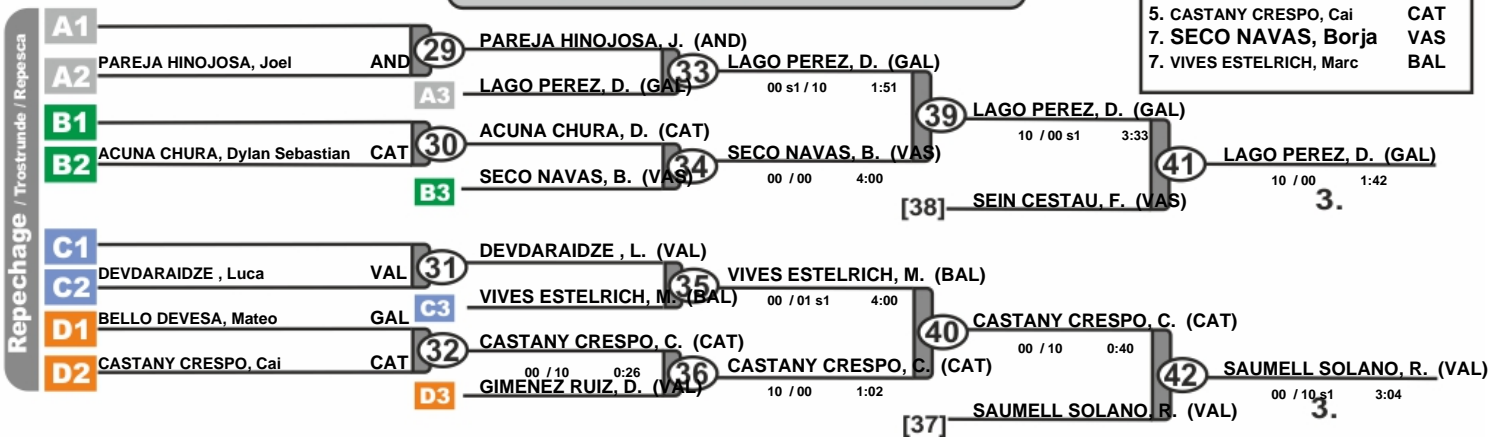 5. CASTANY CRESPO, Cai CAT
7. SECO NAVAS, Borja VAS
7. VIVES ESTELRICH, Marc BAL
Repechage / Trostrunde / Repesca
A1
A2 PAREJA HINOJOSA, Joel AND
B1
B2 ACUNA CHURA, Dylan Sebastian CAT
C1
C2 DEVDARAIDZE , Luca VAL
D1 BELLO DEVESA, Mateo GAL
D2 CASTANY CRESPO, Cai CAT
29 PAREJA HINOJOSA, J. (AND)
A3 LAGO PEREZ, D. (GAL)
30 ACUNA CHURA, D. (CAT)
B3 SECO NAVAS, B. (VAS)
31 DEVDARAIDZE , L. (VAL)
C3 VIVES ESTELRICH, M. (BAL)
32 CASTANY CRESPO, C. (CAT)
00 / 10 0:26
D3 GIMENEZ RUIZ, D. (VAL)
33 LAGO PEREZ, D. (GAL)
00 s1 / 10 1:51
34 SECO NAVAS, B. (VAS)
00 / 00 4:00
35 VIVES ESTELRICH, M. (BAL)
00 / 01 s1 4:00
36 CASTANY CRESPO, C. (CAT)
10 / 00 1:02
39 LAGO PEREZ, D. (GAL)
10 / 00 s1 3:33
[38] SEIN CESTAU, F. (VAS)
40 CASTANY CRESPO, C. (CAT)
00 / 10 0:40
[37] SAUMELL SOLANO, R. (VAL)
41 LAGO PEREZ, D. (GAL)
10 / 00 1:42
3.
42 SAUMELL SOLANO, R. (VAL)
00 / 10 s1 3:04
3.